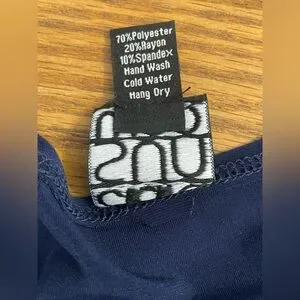 70%Polyester
20%Rayon
10%Spandex
Hand Wash
Cold Water
Hang Dry